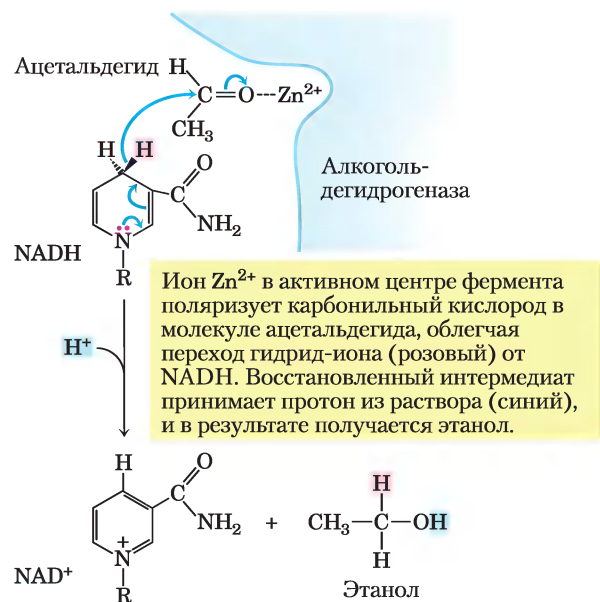 Ацетальдегид H
C=O---Zn²⁺
CH₃
H H
O
C
NH₂
N
R
NADH
Алкоголь-
дегидрогеназа
Ион Zn²⁺ в активном центре фермента
поляризует карбонильный кислород в
молекуле ацетальдегида, облегчая
переход гидрид-иона (розовый) от
NADH. Восстановленный интермедиат
принимает протон из раствора (синий),
и в результате получается этанол.
H⁺
H
O
C
NH₂
N
+
R
NAD⁺
+
H
CH₃—C—OH
H
Этанол